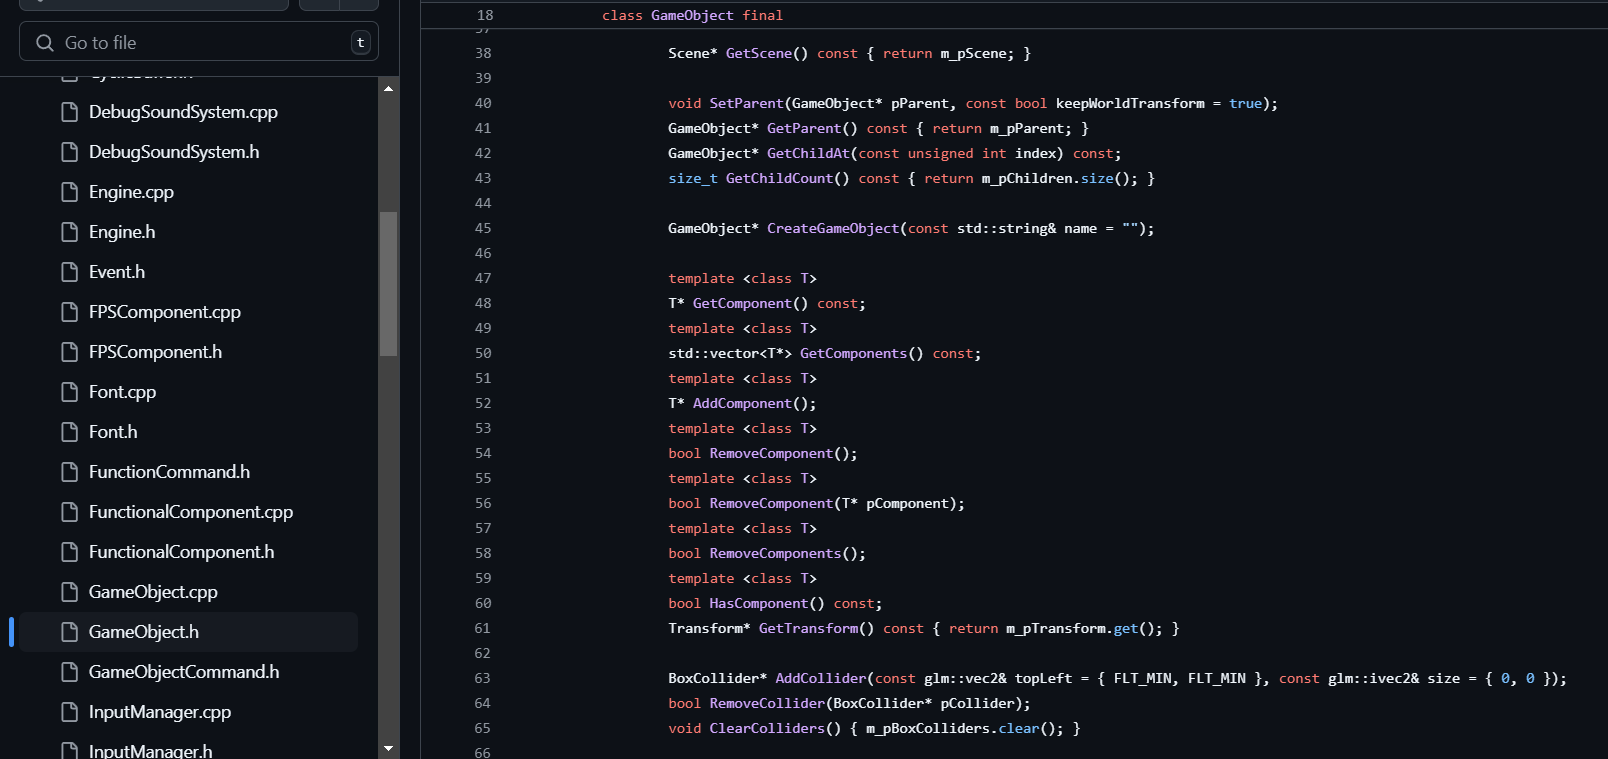 Go to file
t
DebugSoundSystem.cpp
DebugSoundSystem.h
Engine.cpp
Engine.h
Event.h
FPSComponent.cpp
FPSComponent.h
Font.cpp
Font.h
FunctionCommand.h
FunctionalComponent.cpp
FunctionalComponent.h
GameObject.cpp
GameObject.h
GameObjectCommand.h
InputManager.cpp
InputManager.h
18 class GameObject final
37
38 Scene* GetScene() const { return m_pScene; }
39
40 void SetParent(GameObject* pParent, const bool keepWorldTransform = true);
41 GameObject* GetParent() const { return m_pParent; }
42 GameObject* GetChildAt(const unsigned int index) const;
43 size_t GetChildCount() const { return m_pChildren.size(); }
44
45 GameObject* CreateGameObject(const std::string& name = "");
46
47 template <class T>
48 T* GetComponent() const;
49 template <class T>
50 std::vector<T*> GetComponents() const;
51 template <class T>
52 T* AddComponent();
53 template <class T>
54 bool RemoveComponent();
55 template <class T>
56 bool RemoveComponent(T* pComponent);
57 template <class T>
58 bool RemoveComponents();
59 template <class T>
60 bool HasComponent() const;
61 Transform* GetTransform() const { return m_pTransform.get(); }
62
63 BoxCollider* AddCollider(const glm::vec2& topLeft = { FLT_MIN, FLT_MIN }, const glm::ivec2& size = { 0, 0 });
64 bool RemoveCollider(BoxCollider* pCollider);
65 void ClearColliders() { m_pBoxColliders.clear(); }
66